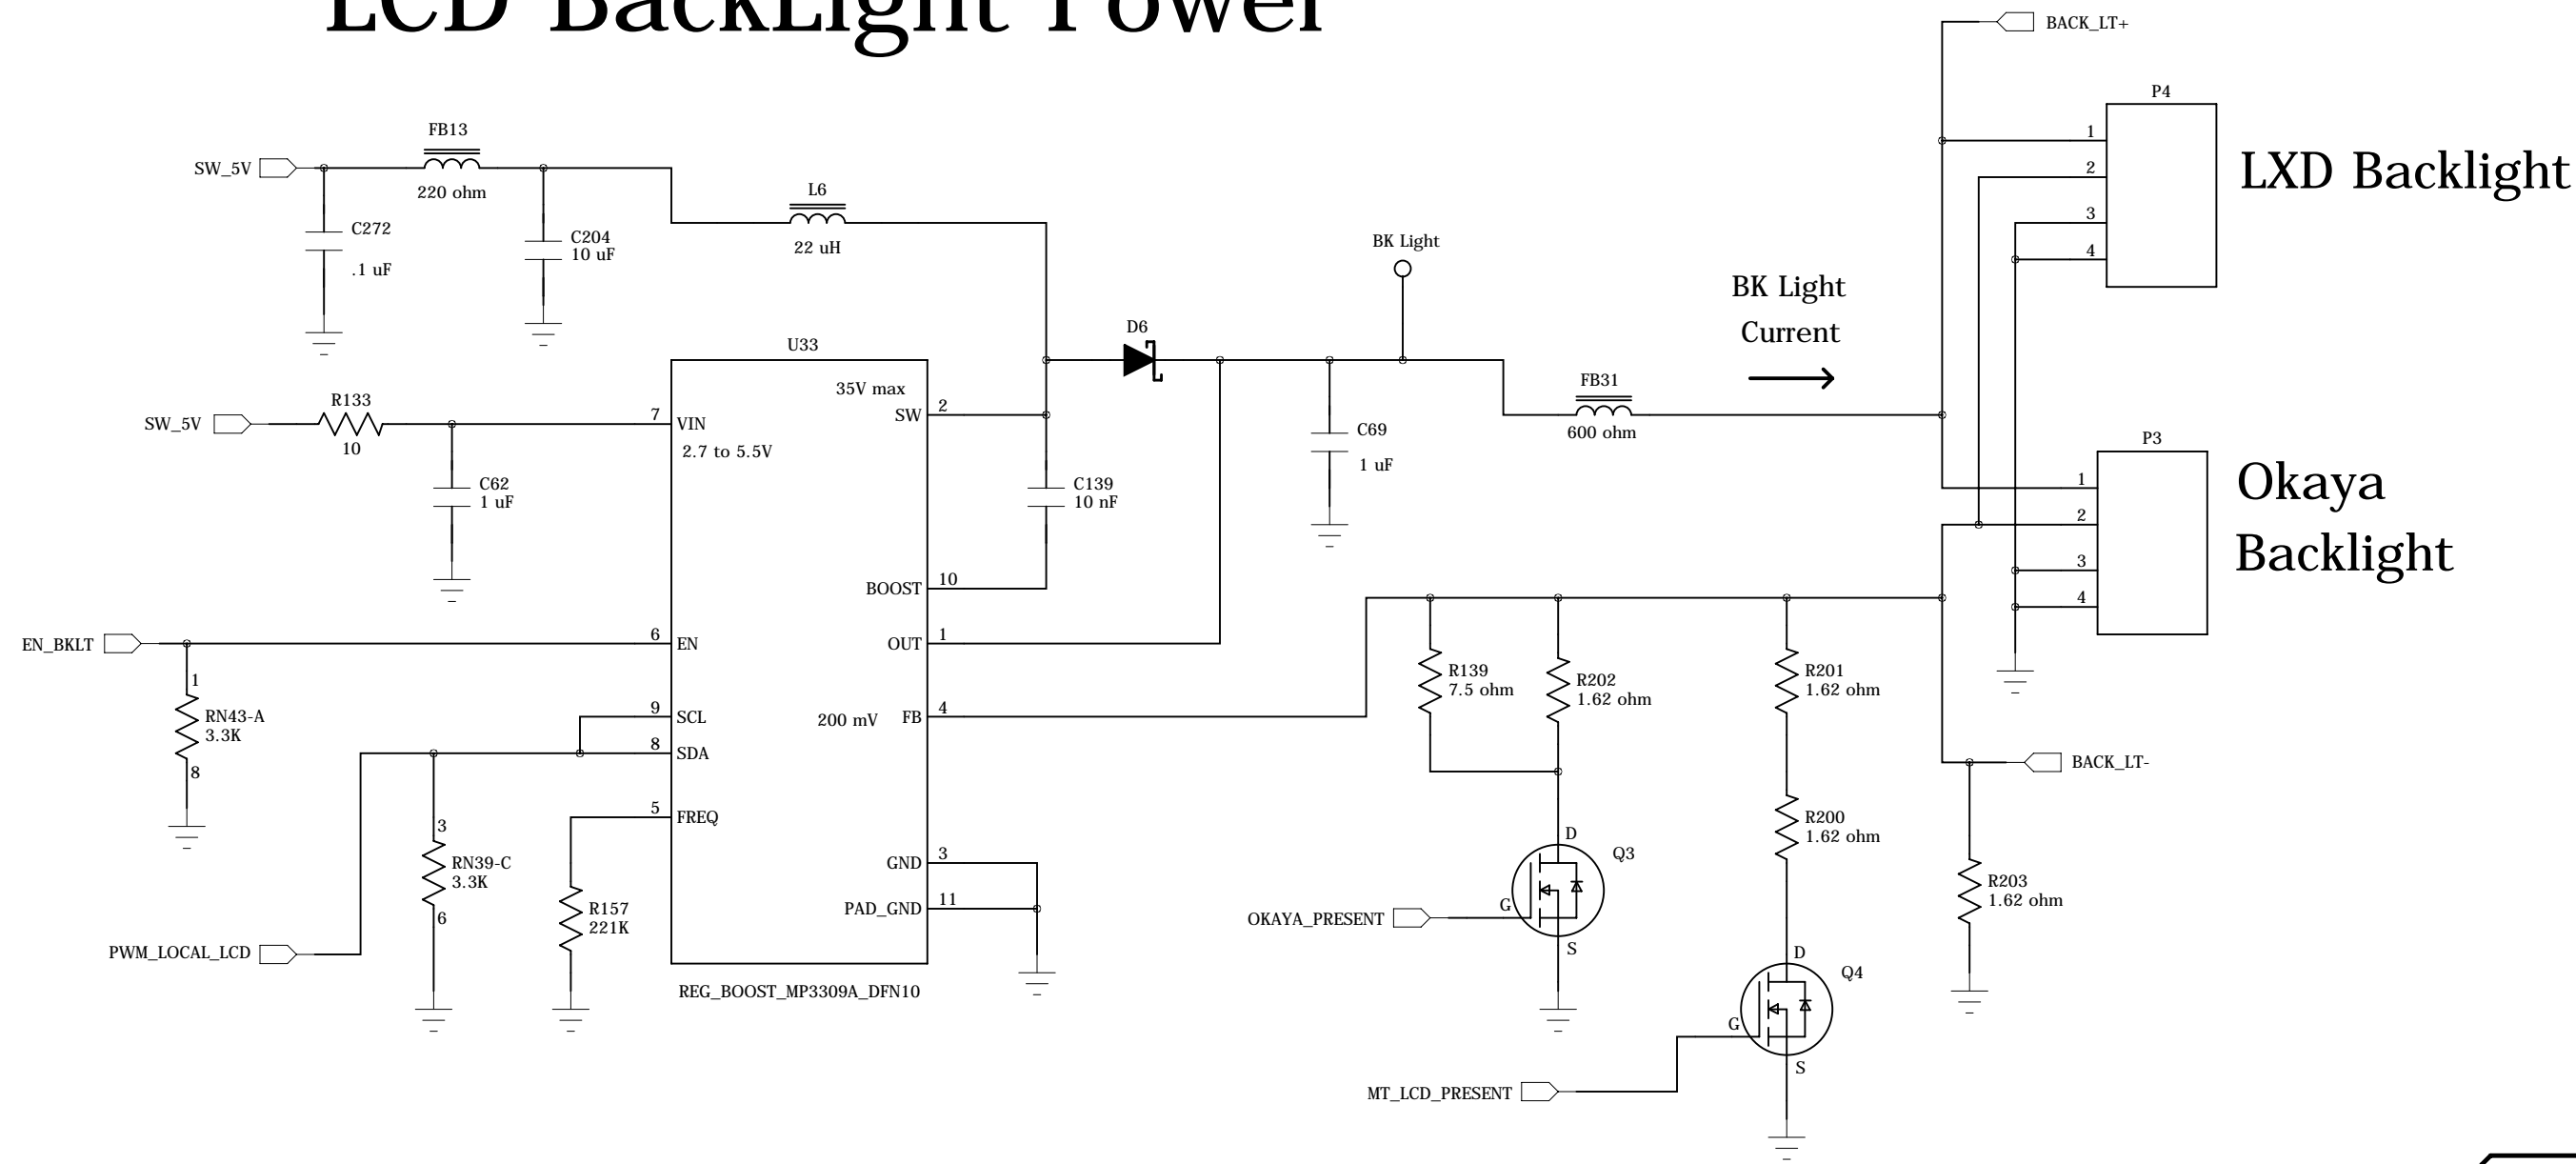 LCD BackLight Power
BACK_LT+
P4
1
2
3
4
LXD Backlight
FB13
SW_5V
220 ohm
C272
.1 uF
C204
10 uF
L6
22 uH
BK Light
BK Light
Current
D6
U33
35V max
SW
2
R133
SW_5V
10
7
VIN
2.7 to 5.5V
C62
1 uF
C139
10 nF
C69
1 uF
FB31
600 ohm
P3
1
2
3
4
Okaya
Backlight
BOOST
10
EN_BKLT
6
EN
OUT
1
1
RN43-A
3.3K
8
9
SCL
8
SDA
200 mV
FB
4
R139
7.5 ohm
R202
1.62 ohm
R201
1.62 ohm
BACK_LT-
5
FREQ
3
RN39-C
3.3K
6
R157
221K
GND
3
PAD_GND
11
R200
1.62 ohm
R203
1.62 ohm
D
Q3
G
S
OKAYA_PRESENT
PWM_LOCAL_LCD
REG_BOOST_MP3309A_DFN10
D
Q4
G
S
MT_LCD_PRESENT